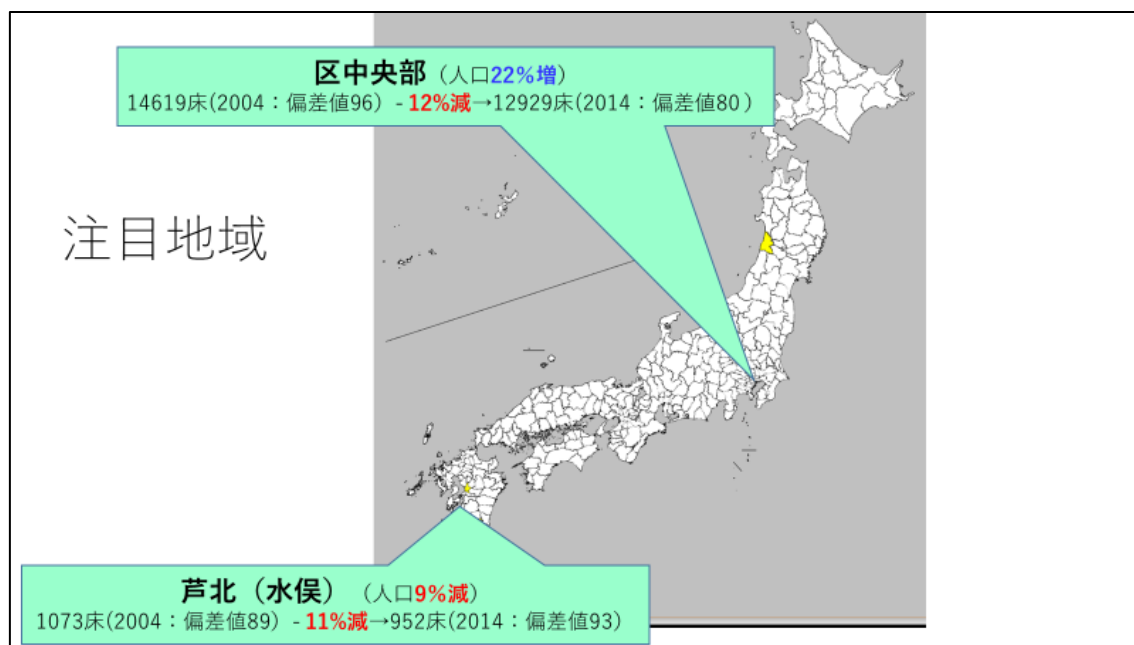 区中央部（人口22%増）
14619床(2004：偏差値96）- 12%減→12929床(2014：偏差値80 )
注目地域
芦北（水俣）（人口9%減）
1073床(2004：偏差値89）- 11%減→952床(2014：偏差値93）